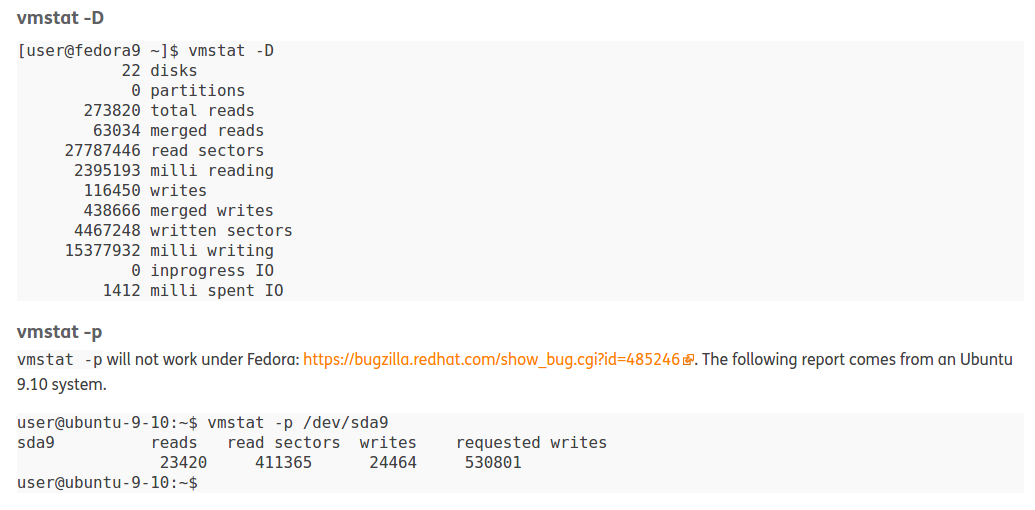 vmstat -D
[user@fedora9 ~]$ vmstat -D
           22 disks
            0 partitions
       273820 total reads
        63034 merged reads
     27787446 read sectors
      2395193 milli reading
       116450 writes
       438666 merged writes
      4467248 written sectors
     15377932 milli writing
            0 inprogress IO
         1412 milli spent IO
vmstat -p
vmstat -p will not work under Fedora: https://bugzilla.redhat.com/show_bug.cgi?id=485246. The following report comes from an Ubuntu
9.10 system.
user@ubuntu-9-10:~$ vmstat -p /dev/sda9
sda9          reads   read sectors  writes    requested writes
               23420     411365      24464     530801
user@ubuntu-9-10:~$